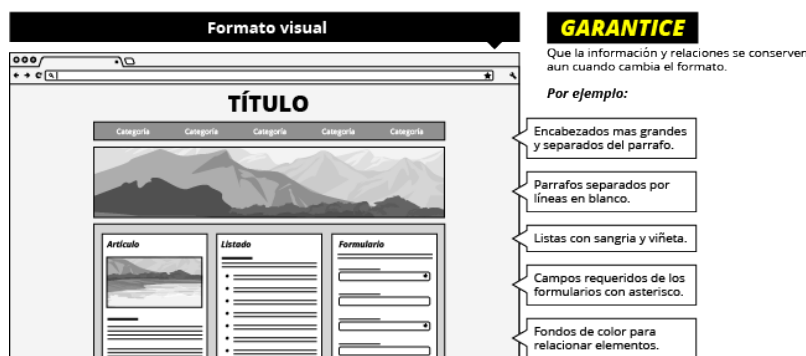 Formato visual
GARANTICE
Que la información y relaciones se conserven
aun cuando cambia el formato.
Por ejemplo:
TÍTULO
Categoría Categoría Categoría Categoría Categoría
Encabezados mas grandes
y separados del parrafo.
Parrafos separados por
líneas en blanco.
Listas con sangria y viñeta.
Artículo
Listado
Formulario
Campos requeridos de los
formularios con asterisco.
Fondos de color para
relacionar elementos.